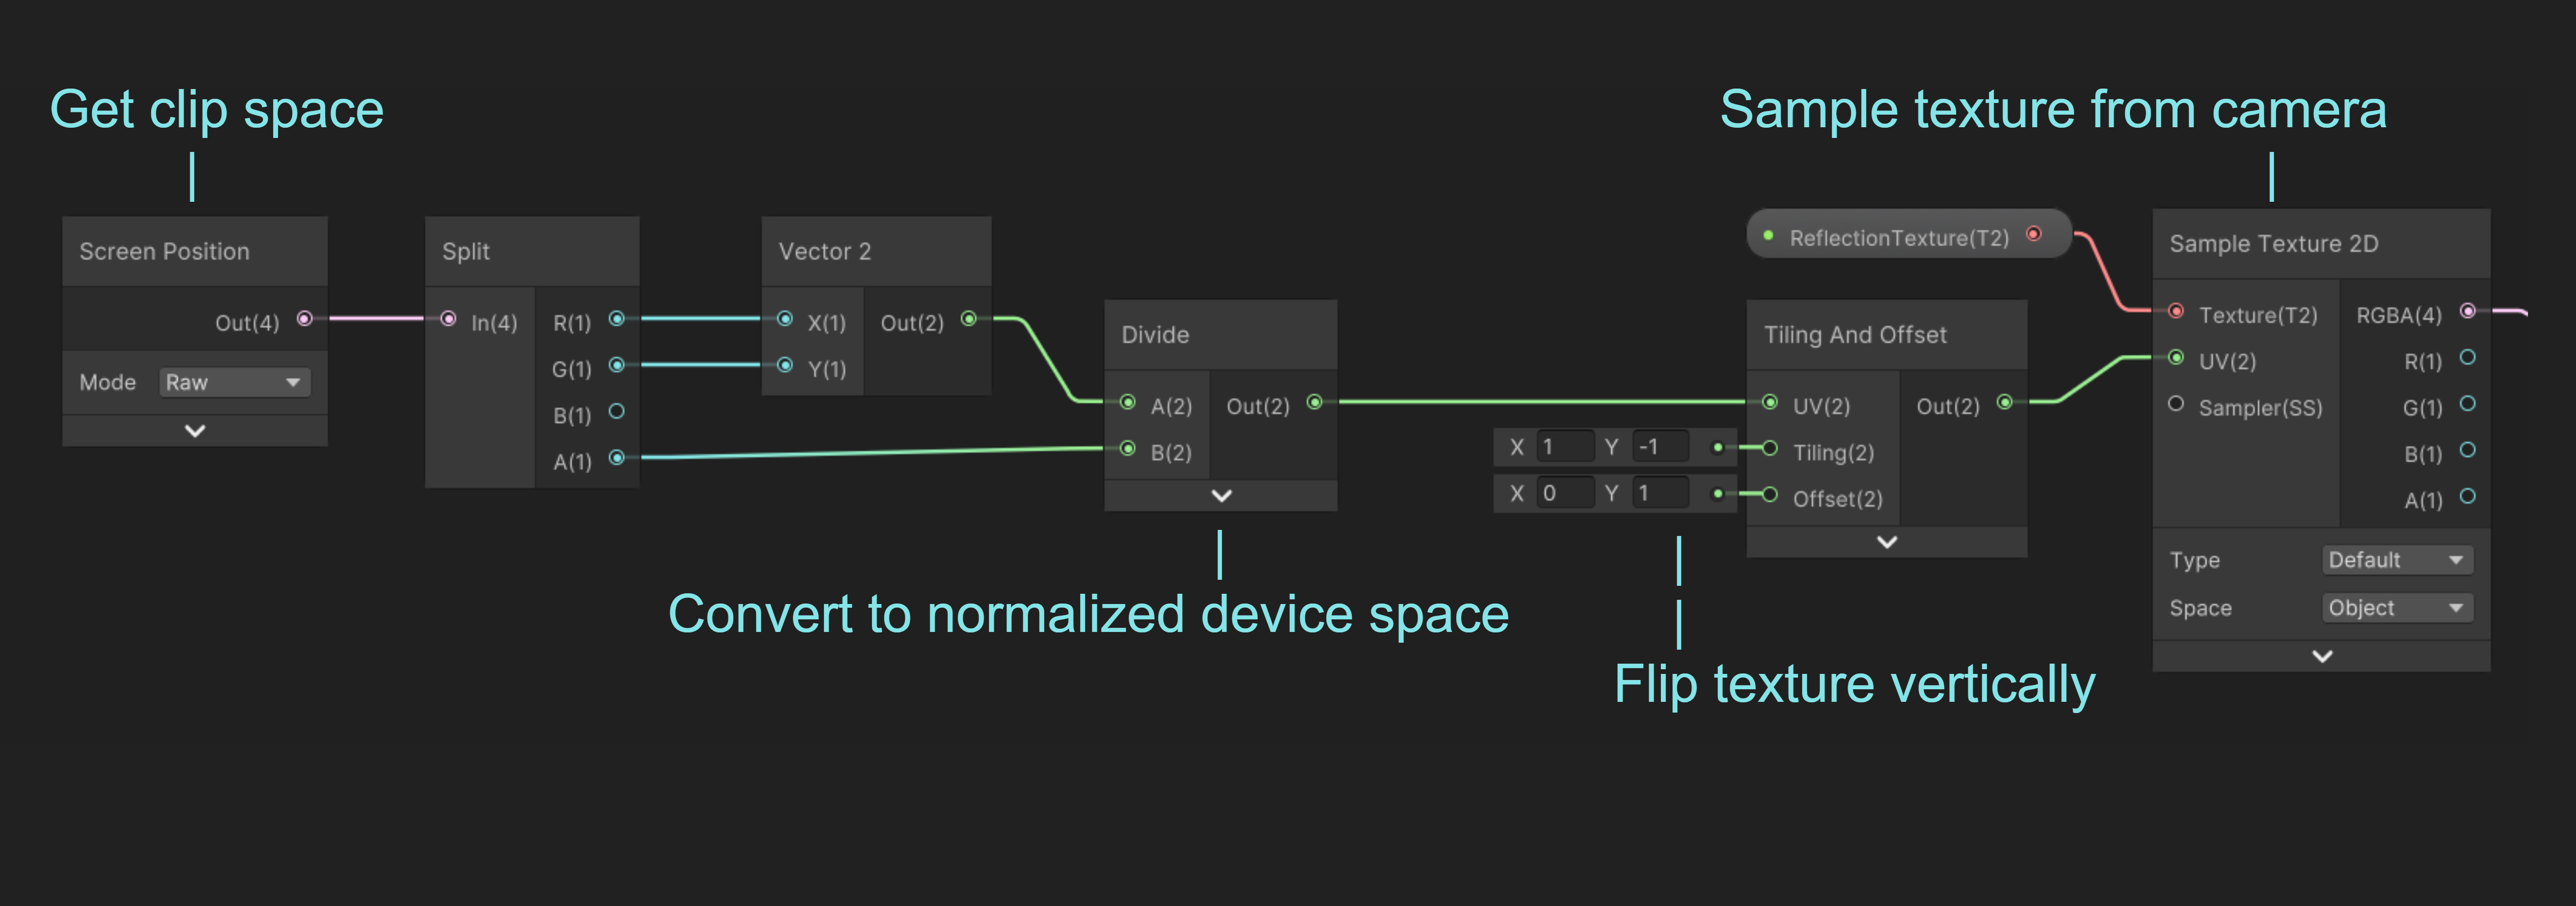 Get clip space
Sample texture from camera
Screen Position
Out(4)
Mode Raw
Split
In(4) R(1)
G(1)
B(1)
A(1)
Vector 2
X(1) Out(2)
Y(1)
Divide
A(2) Out(2)
B(2)
Convert to normalized device space
ReflectionTexture(T2)
Tiling And Offset
UV(2) Out(2)
X 1 Y -1 Tiling(2)
X 0 Y 1 Offset(2)
Flip texture vertically
Sample Texture 2D
Texture(T2) RGBA(4)
UV(2) R(1)
Sampler(SS) G(1)
B(1)
A(1)
Type Default
Space Object